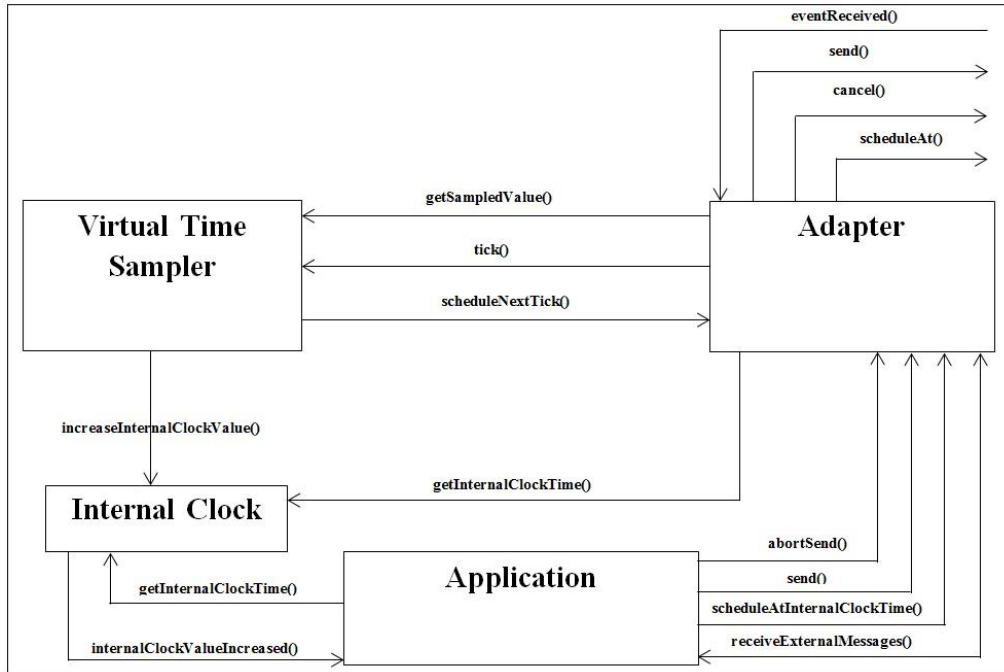 eventReceived()
send()
cancel()
scheduleAt()
getSampledValue()
Virtual Time
Sampler
Adapter
tick()
scheduleNextTick()
increaseInternalClockValue()
getInternalClockTime()
Internal Clock
abortSend()
Application
send()
getInternalClockTime()
scheduleAtInternalClockTime()
receiveExternalMessages()
internalClockValueIncreased()